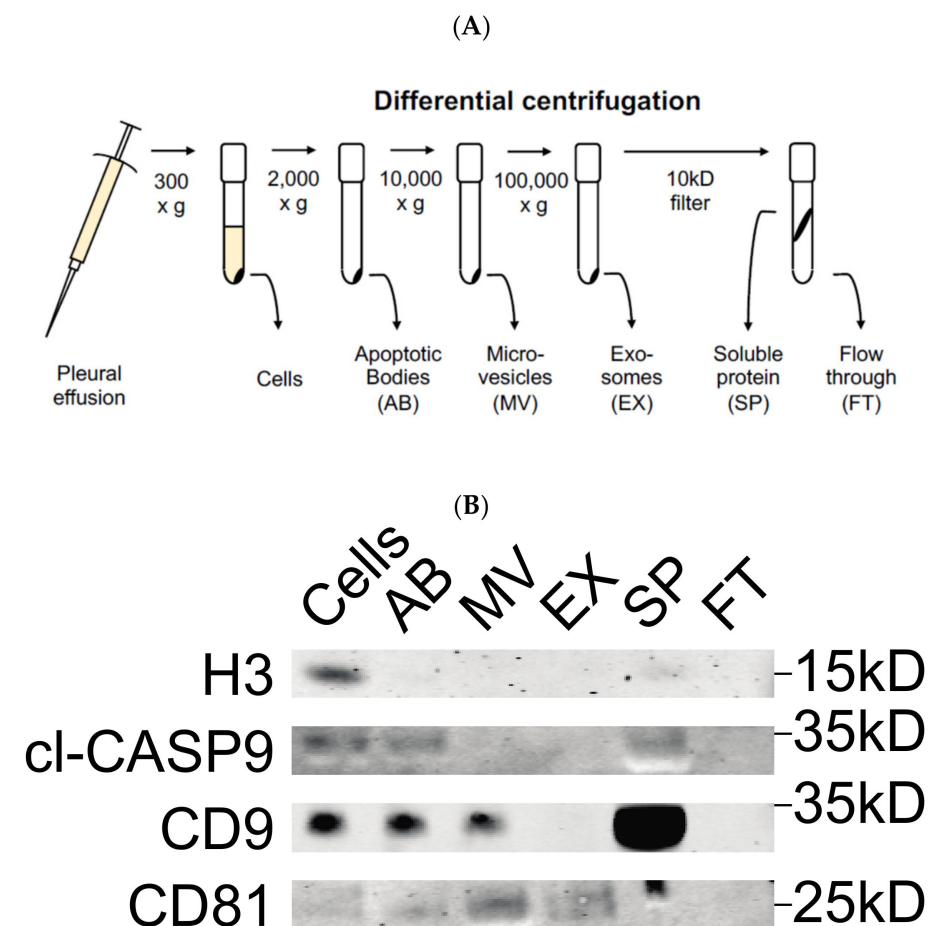 (A)
Differential centrifugation
300
x g
2,000
x g
10,000
x g
100,000
x g
10kD
filter
Pleural
effusion
Cells
Apoptotic
Bodies
(AB)
Micro-
vesicles
(MV)
Exo-
somes
(EX)
Soluble
protein
(SP)
Flow
through
(FT)
(B)
Cells AB MV EX SP FT
H3 -15kD
cl-CASP9 -35kD
CD9 -35kD
CD81 -25kD